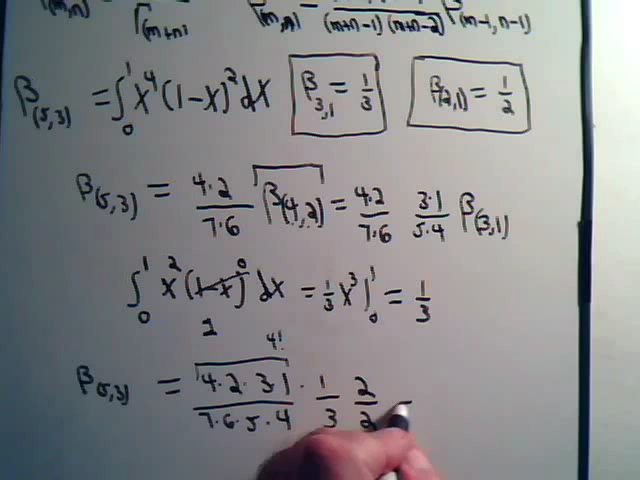 β(m,n) = Γ(m+n) β(m,n) = (m+n-1)(m+n-2) β(m-1, n-1)
β(5,3) = ∫₀¹ x⁴(1-x)² dx β3,1 = 1/3 β(2,1) = 1/2
β(5,3) = 4·2/7·6 β(4,2) = 4·2/7·6 3·1/5·4 β(3,1)
∫₀¹ x²(1-x)⁰ dx = 1/3 x³|₀¹ = 1/3
1
4!
β(5,3) = 4·2·3·1/7·6·5·4 · 1/3 2/2